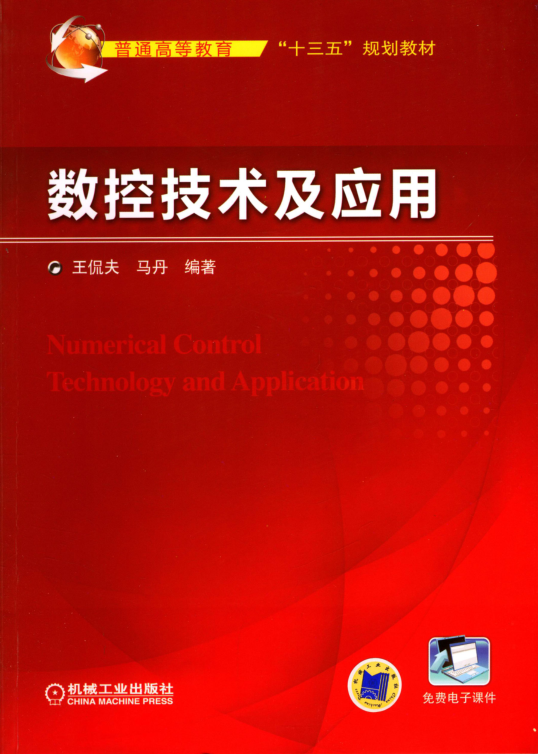 普通高等教育 “十三五”规划教材
数控技术及应用
王侃夫 马丹 编著
Numerical Control
Technology and Application
机械工业出版社
CHINA MACHINE PRESS
免费电子课件